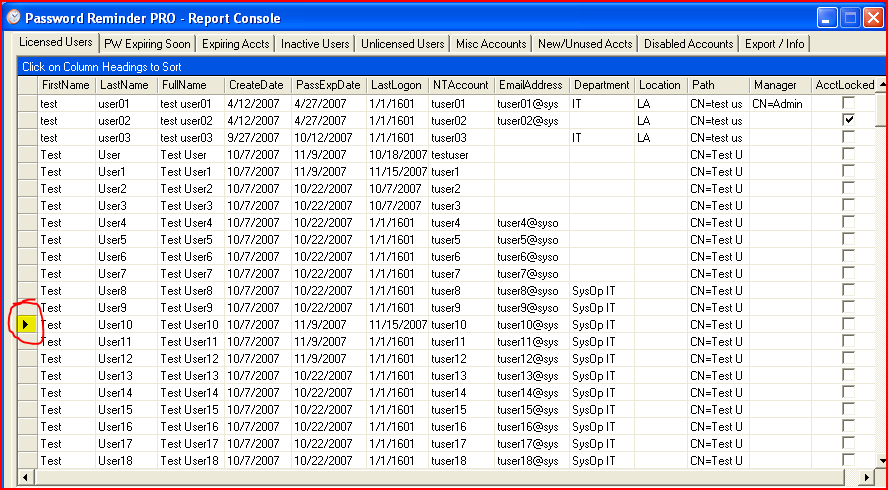 Password Reminder PRO - Report Console
Licensed Users PW Expiring Soon Expiring Accts Inactive Users Unlicensed Users Misc Accounts New/Unused Accts Disabled Accounts Export / Info
Click on Column Headings to Sort
FirstName LastName FullName CreateDate PassExpDate LastLogon NTAccount EmailAddress Department Location Path Manager AcctLocked
test user01 test user01 4/12/2007 4/27/2007 1/1/1601 tuser01 tuser01@sys IT LA CN=test us CN=Admin
test user02 test user02 4/12/2007 4/27/2007 1/1/1601 tuser02 tuser02@sys LA CN=test us
test user03 test user03 9/27/2007 10/12/2007 1/1/1601 tuser03 IT LA CN=test us
Test User Test User 10/7/2007 11/9/2007 10/18/2007 testuser CN=Test U
Test User1 Test User1 10/7/2007 11/9/2007 11/15/2007 tuser1 CN=Test U
Test User2 Test User2 10/7/2007 10/22/2007 10/7/2007 tuser2 CN=Test U
Test User3 Test User3 10/7/2007 10/22/2007 10/7/2007 tuser3 CN=Test U
Test User4 Test User4 10/7/2007 10/22/2007 1/1/1601 tuser4 tuser4@syso CN=Test U
Test User5 Test User5 10/7/2007 10/22/2007 1/1/1601 tuser5 tuser5@syso CN=Test U
Test User6 Test User6 10/7/2007 10/22/2007 1/1/1601 tuser6 tuser6@syso CN=Test U
Test User7 Test User7 10/7/2007 10/22/2007 1/1/1601 tuser7 tuser7@syso CN=Test U
Test User8 Test User8 10/7/2007 10/22/2007 1/1/1601 tuser8 tuser8@syso SysOp IT CN=Test U
Test User9 Test User9 10/7/2007 10/22/2007 1/1/1601 tuser9 tuser9@syso SysOp IT CN=Test U
Test User10 Test User10 10/7/2007 11/9/2007 11/15/2007 tuser10 tuser10@sys SysOp IT CN=Test U
Test User11 Test User11 10/7/2007 11/9/2007 1/1/1601 tuser11 tuser11@sys SysOp IT CN=Test U
Test User12 Test User12 10/7/2007 11/9/2007 1/1/1601 tuser12 tuser12@sys SysOp IT CN=Test U
Test User13 Test User13 10/7/2007 10/22/2007 1/1/1601 tuser13 tuser13@sys SysOp IT CN=Test U
Test User14 Test User14 10/7/2007 10/22/2007 1/1/1601 tuser14 tuser14@sys SysOp IT CN=Test U
Test User15 Test User15 10/7/2007 10/22/2007 1/1/1601 tuser15 tuser15@sys SysOp IT CN=Test U
Test User16 Test User16 10/7/2007 10/22/2007 1/1/1601 tuser16 tuser16@sys SysOp IT CN=Test U
Test User17 Test User17 10/7/2007 10/22/2007 1/1/1601 tuser17 tuser17@sys SysOp IT CN=Test U
Test User18 Test User18 10/7/2007 10/22/2007 1/1/1601 tuser18 tuser18@sys SysOp IT CN=Test U